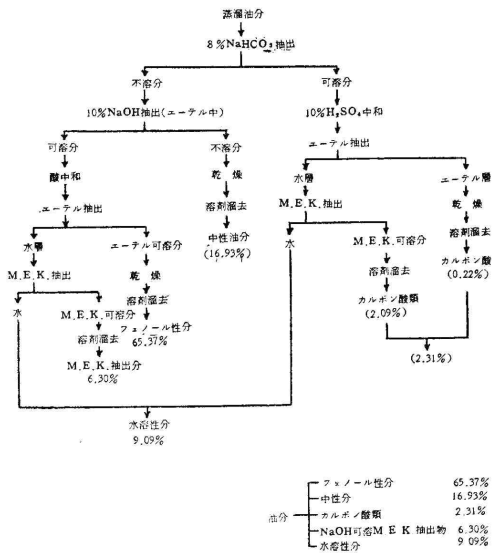 蒸溜油分
8%NaHCO₃抽出
不溶分 可溶分
10%NaOH抽出(エーテル中) 10%H₂SO₄中和
可溶分 不溶分 エーテル抽出
酸中和 乾燥 水層 エーテル層
エーテル抽出 溶剤溜去 M.E.K.抽出 乾燥
水層 エーテル可溶分 中性油分 水 M.E.K.可溶分 溶剤溜去
(16.93%)
M.E.K.抽出 乾燥 溶剤溜去 カルボン酸
(0.22%)
水 M.E.K.可溶分 溶剤溜去 カルボン酸類
(2.09%)
溶剤溜去 フェノール性分
65.37%
(2.31%)
M.E.K.抽出分
6.30%
水溶性分
9.09%
油分
フェノール性分 65.37%
中性分 16.93%
カルボン酸類 2.31%
NaOH可溶M E K 抽出物 6.30%
水溶性分 9.09%